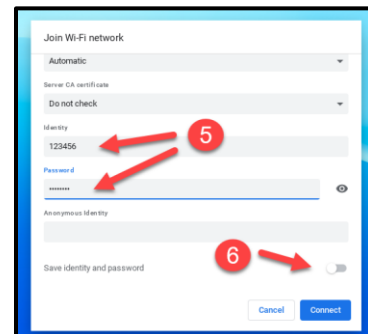 Join Wi-Fi network
Automatic
Server CA certificate
Do not check
Identity
123456
5
Password
••••••••
Anonymous Identity
6
Save identity and password
Cancel
Connect